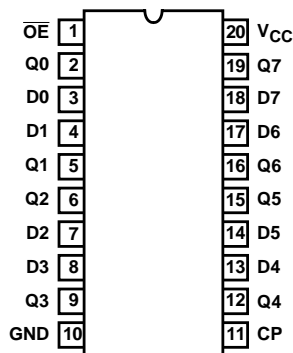 O̅E̅ 1 20 VCC
Q0 2 19 Q7
D0 3 18 D7
D1 4 17 D6
Q1 5 16 Q6
Q2 6 15 Q5
D2 7 14 D5
D3 8 13 D4
Q3 9 12 Q4
GND 10 11 CP